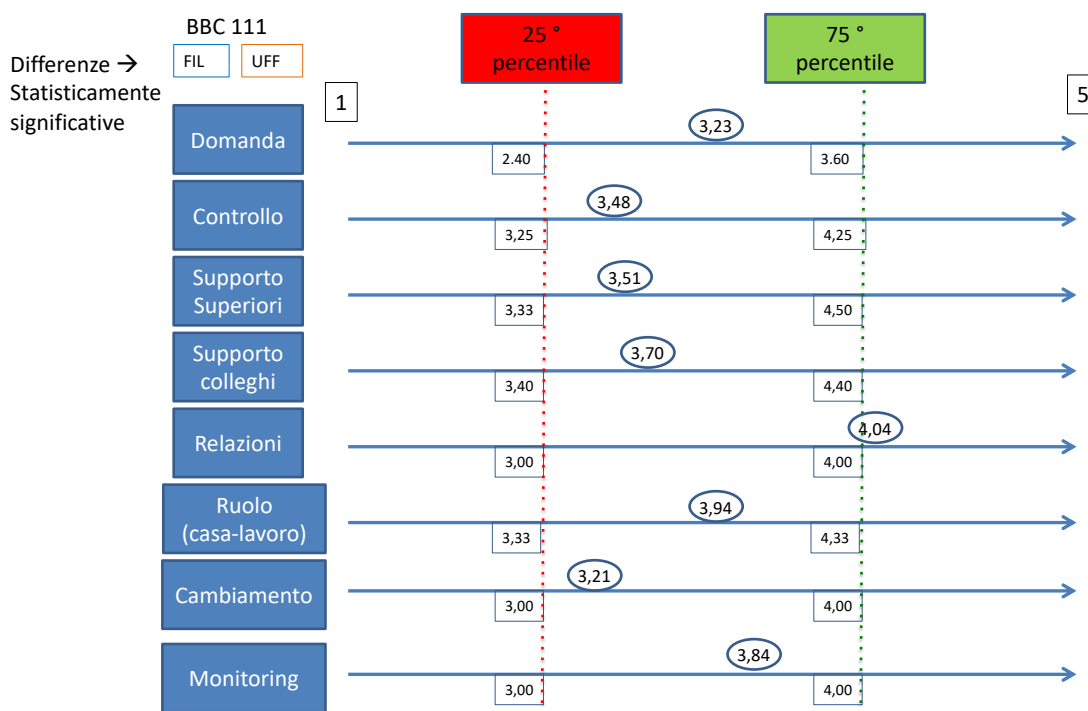 BBC 111
FIL
UFF
Differenze →
Statisticamente
significative
25 °
percentile
75 °
percentile
1
5
Domanda
2.40
3,23
3.60
Controllo
3,25
3,48
4,25
Supporto
Superiori
3,33
3,51
4,50
Supporto
colleghi
3,40
3,70
4,40
Relazioni
3,00
4,00
4,04
Ruolo
(casa-lavoro)
3,33
3,94
4,33
Cambiamento
3,00
3,21
4,00
Monitoring
3,00
3,84
4,00